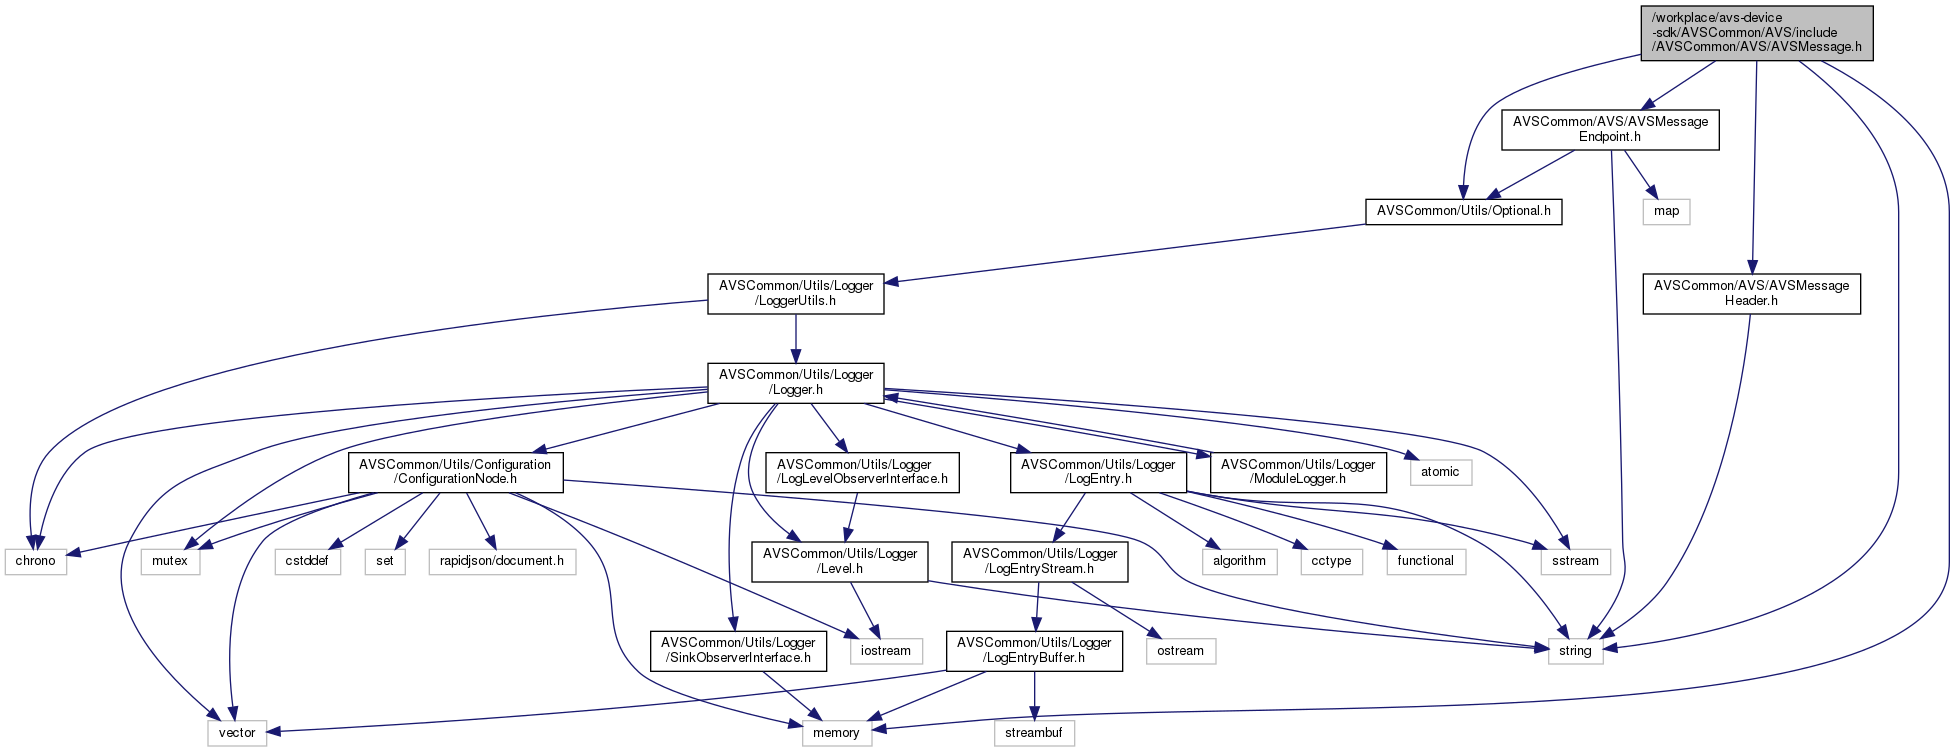 /workplace/avs-device
-sdk/AVSCommon/AVS/include
/AVSCommon/AVS/AVSMessage.h
AVSCommon/AVS/AVSMessage
Endpoint.h
AVSCommon/Utils/Optional.h
map
AVSCommon/Utils/Logger
/LoggerUtils.h
AVSCommon/AVS/AVSMessage
Header.h
AVSCommon/Utils/Logger
/Logger.h
AVSCommon/Utils/Configuration
/ConfigurationNode.h
AVSCommon/Utils/Logger
/LogLevelObserverInterface.h
AVSCommon/Utils/Logger
/LogEntry.h
AVSCommon/Utils/Logger
/ModuleLogger.h
atomic
chrono
mutex
cstddef
set
rapidjson/document.h
AVSCommon/Utils/Logger
/Level.h
AVSCommon/Utils/Logger
/LogEntryStream.h
algorithm
cctype
functional
sstream
AVSCommon/Utils/Logger
/SinkObserverInterface.h
iostream
AVSCommon/Utils/Logger
/LogEntryBuffer.h
ostream
string
vector
memory
streambuf